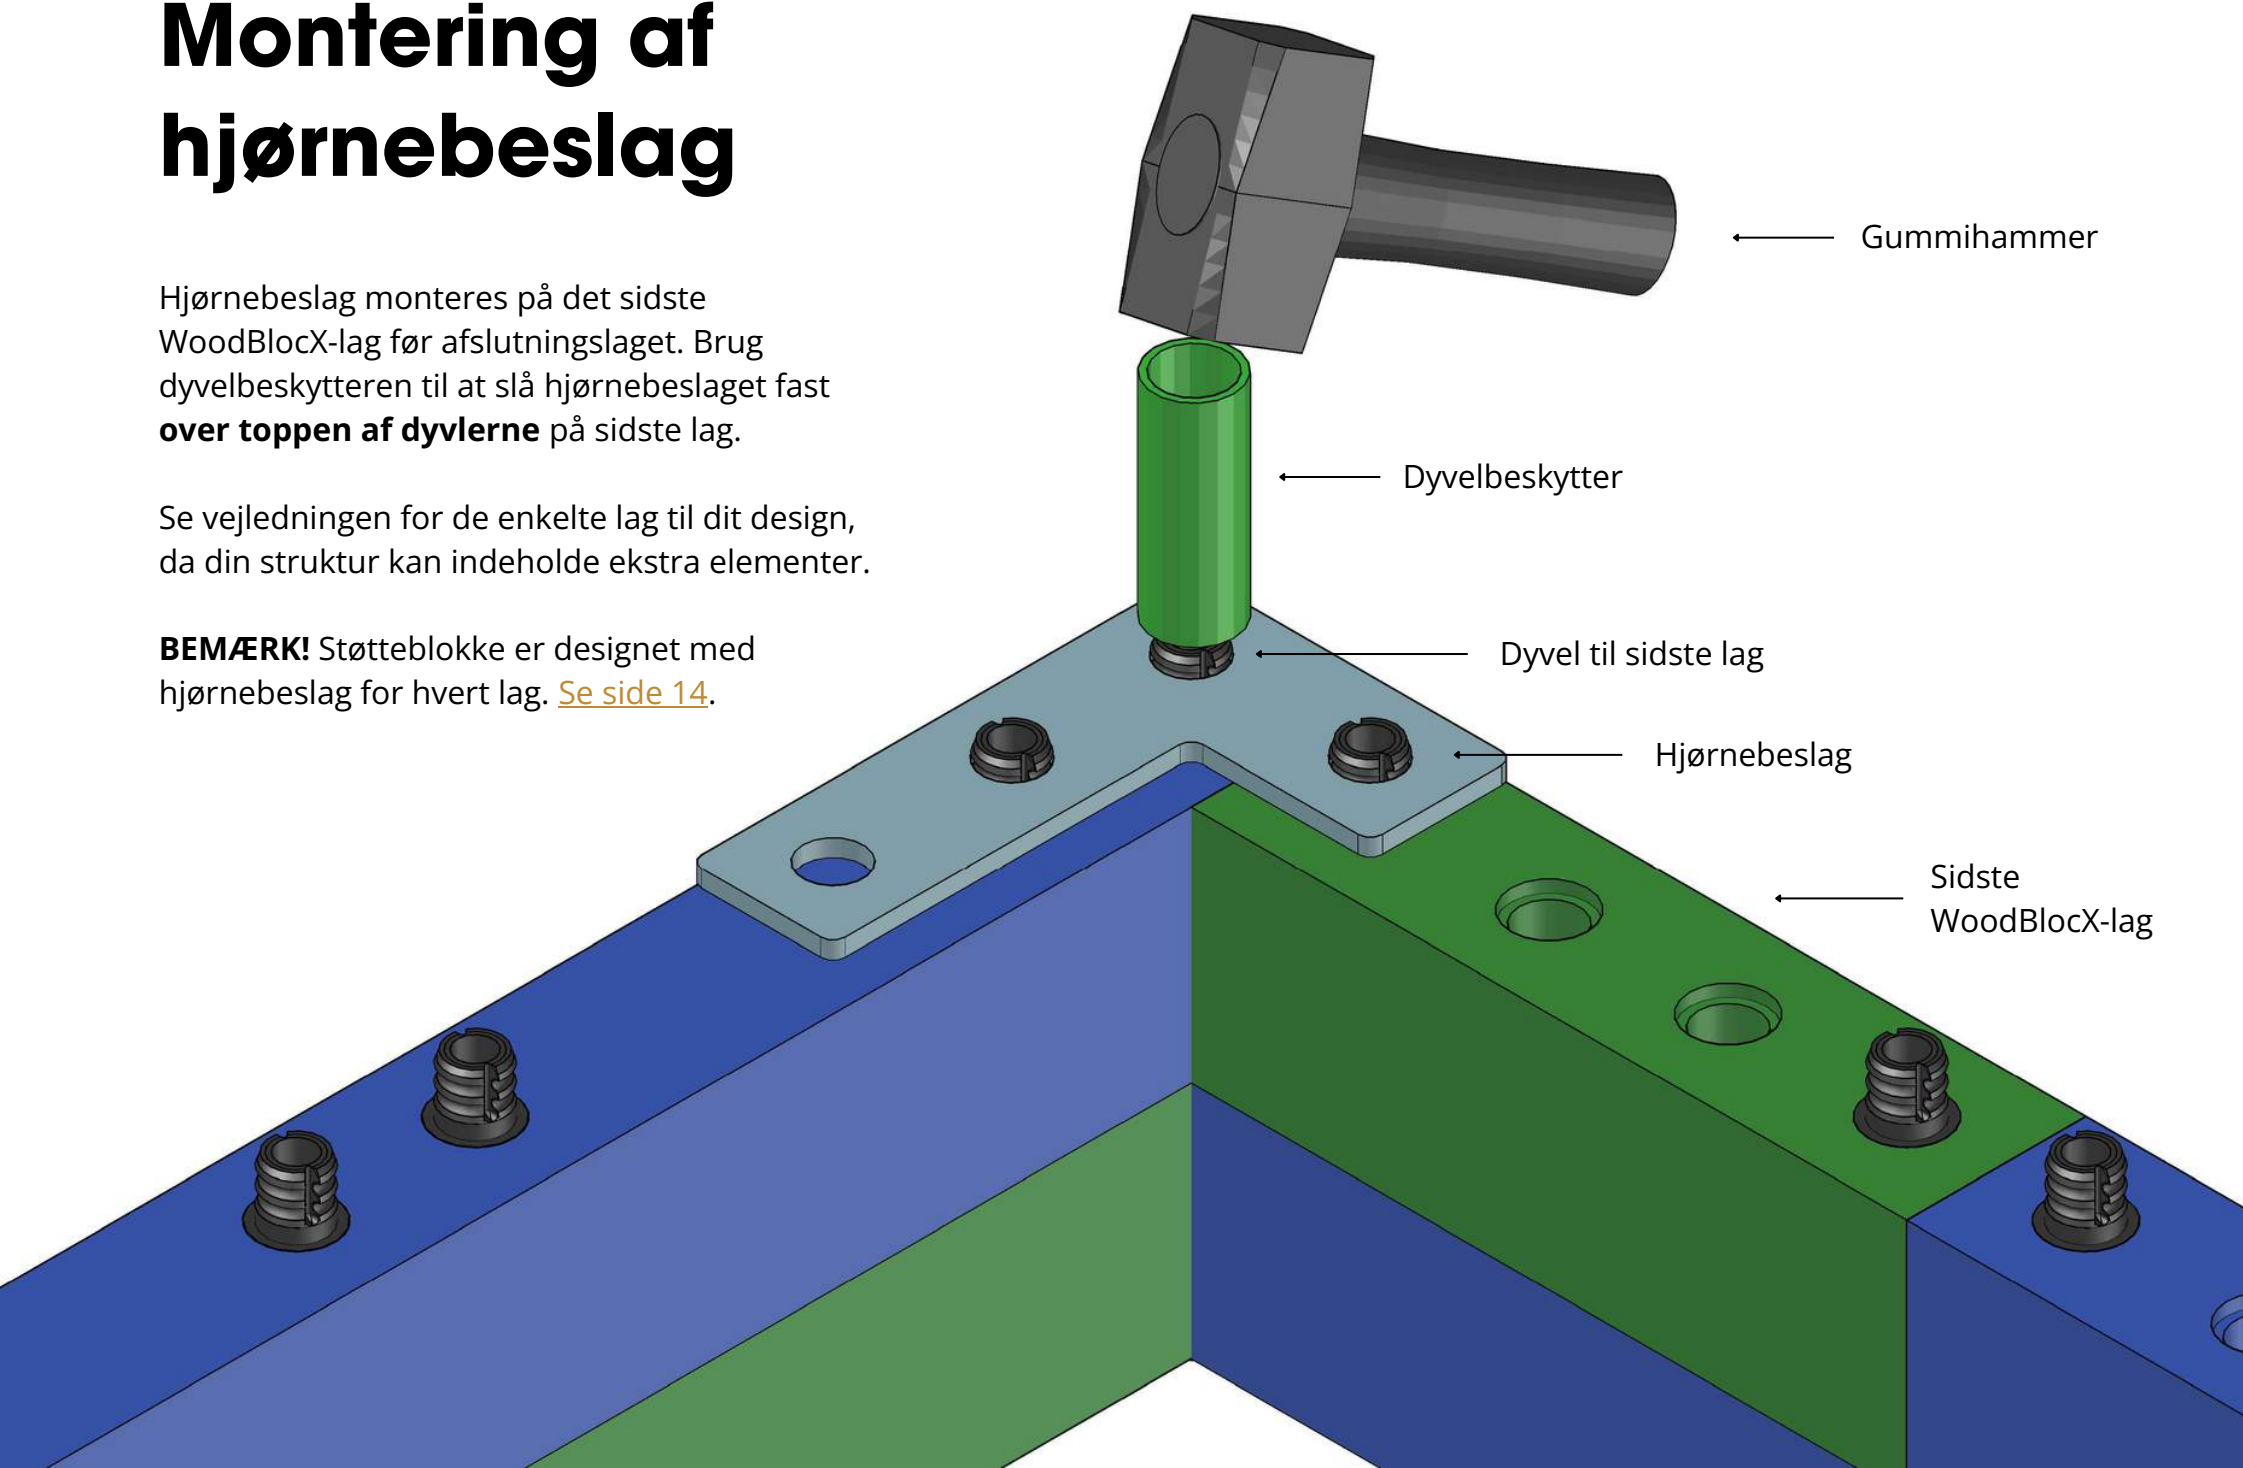 Montering af
hjørnebeslag
Hjørnebeslag monteres på det sidste
WoodBlocX-lag før afslutningslaget. Brug
dyvelbeskytteren til at slå hjørnebeslaget fast
over toppen af dyvlerne på sidste lag.
Se vejledningen for de enkelte lag til dit design,
da din struktur kan indeholde ekstra elementer.
BEMÆRK! Støtteblokke er designet med
hjørnebeslag for hvert lag. Se side 14.
Gummihammer
Dyvelbeskytter
Dyvel til sidste lag
Hjørnebeslag
Sidste
WoodBlocX-lag